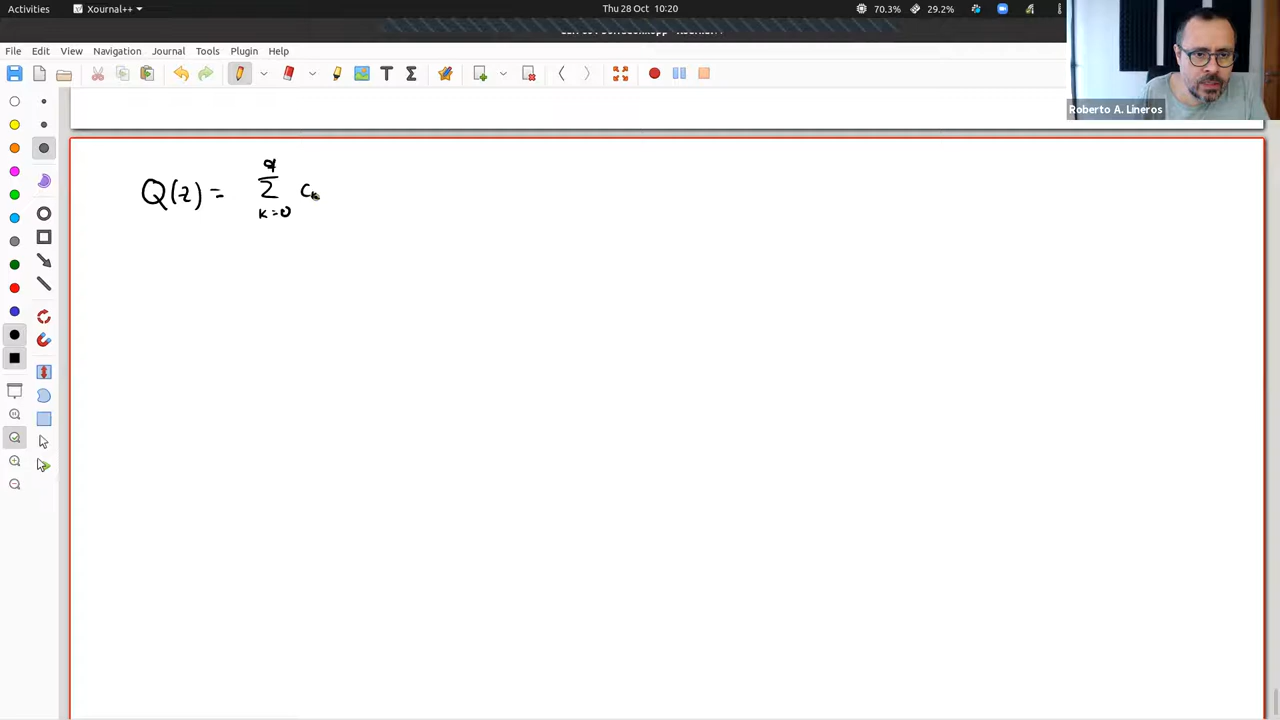 Activities
Xournal++
Thu 28 Oct 10:20
70.3%
29.2%
File Edit View Navigation Journal Tools Plugin Help
Roberto A. Lineros
Q(z) = Σ c
k=0